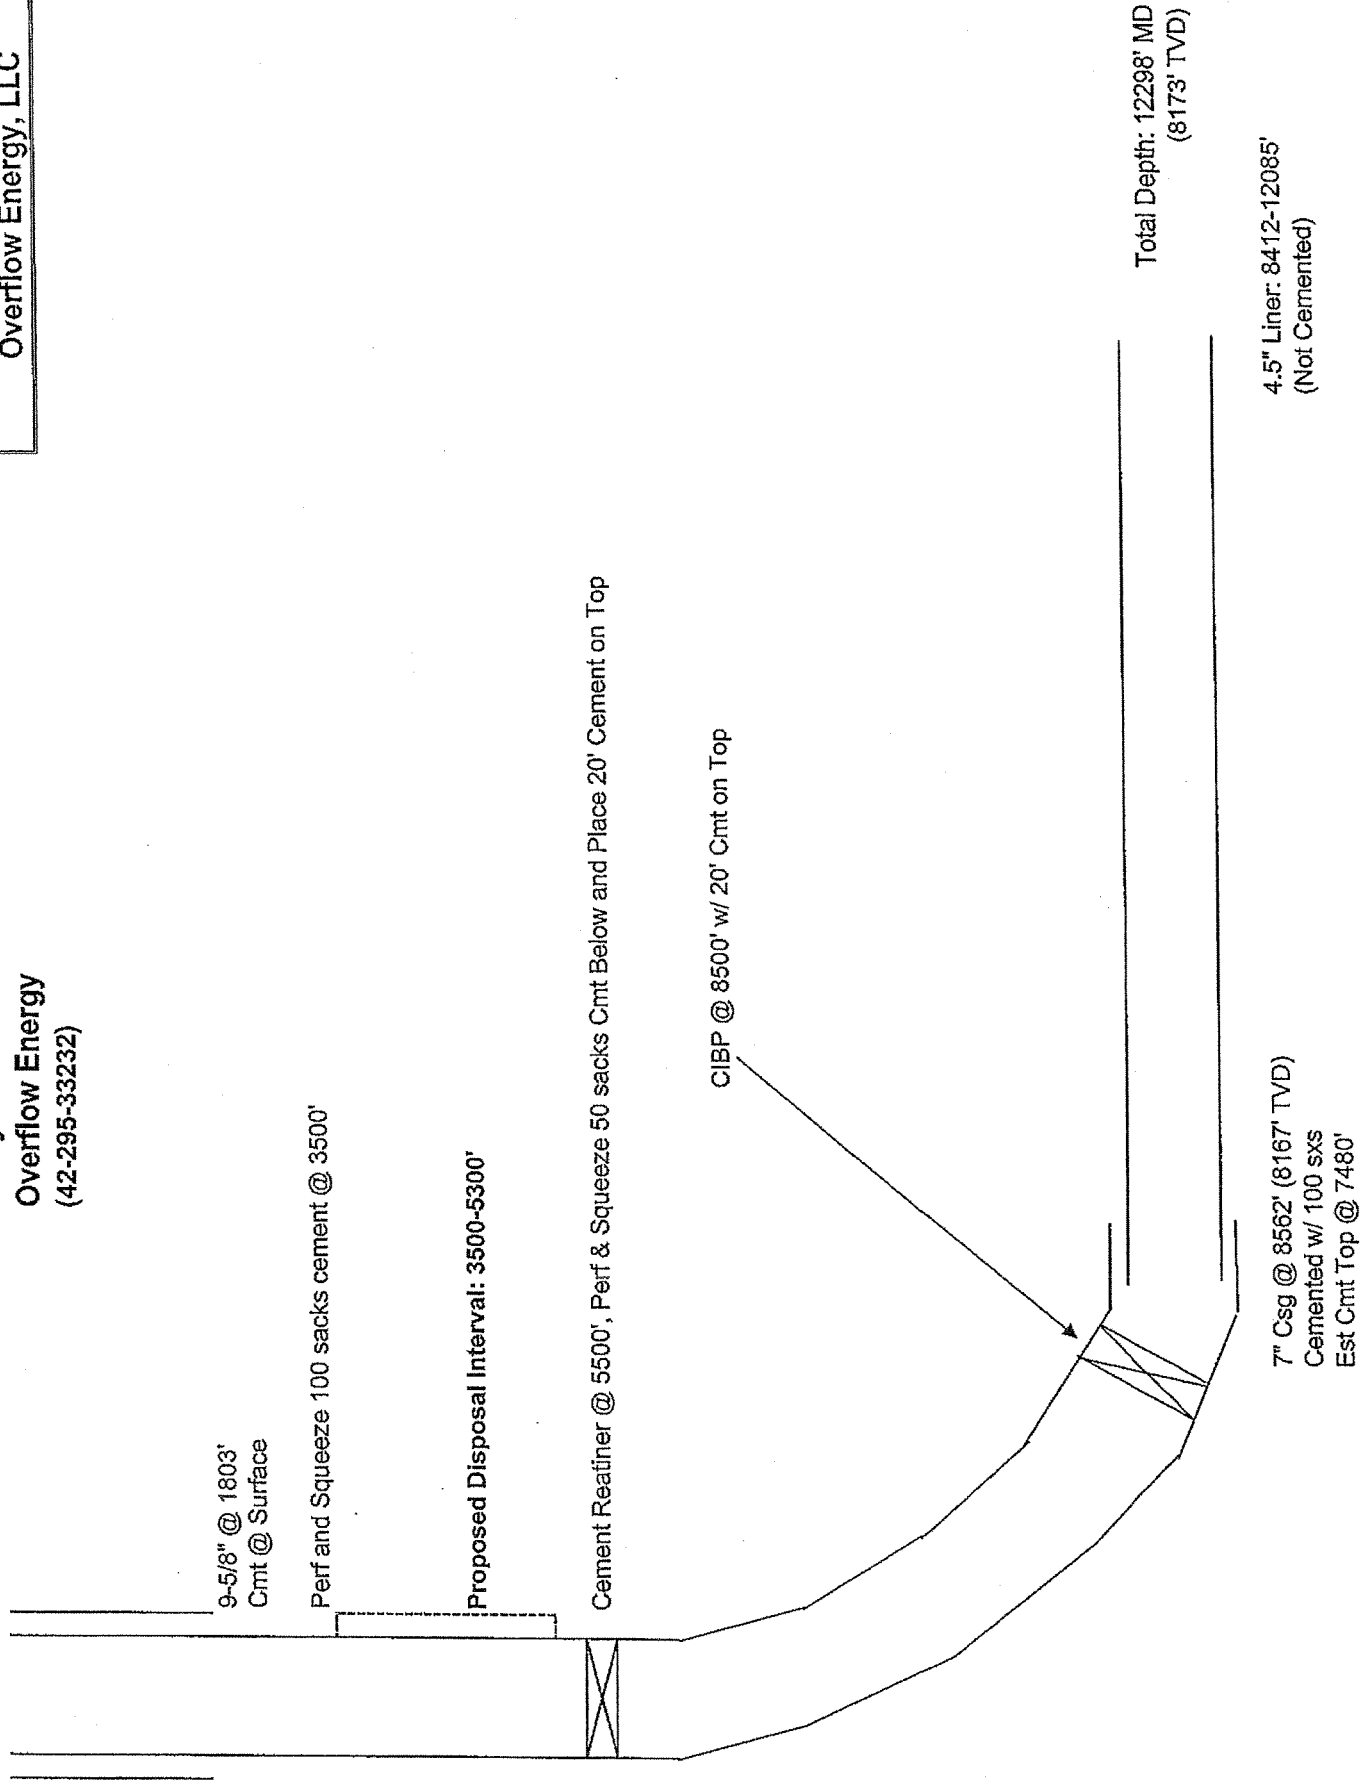 Overflow Energy, LLC
Overflow Energy
(42-295-33232)
9-5/8" @ 1803'
Cmt @ Surface
Perf and Squeeze 100 sacks cement @ 3500'
Proposed Disposal Interval: 3500-5300'
Cement Reatiner @ 5500', Perf & Squeeze 50 sacks Cmt Below and Place 20' Cement on Top
CIBP @ 8500' w/ 20' Cmt on Top
Total Depth: 12298' MD
(8173' TVD)
4.5" Liner: 8412-12085'
(Not Cemented)
7" Csg @ 8562' (8167' TVD)
Cemented w/ 100 sxs
Est Cmt Top @ 7480'